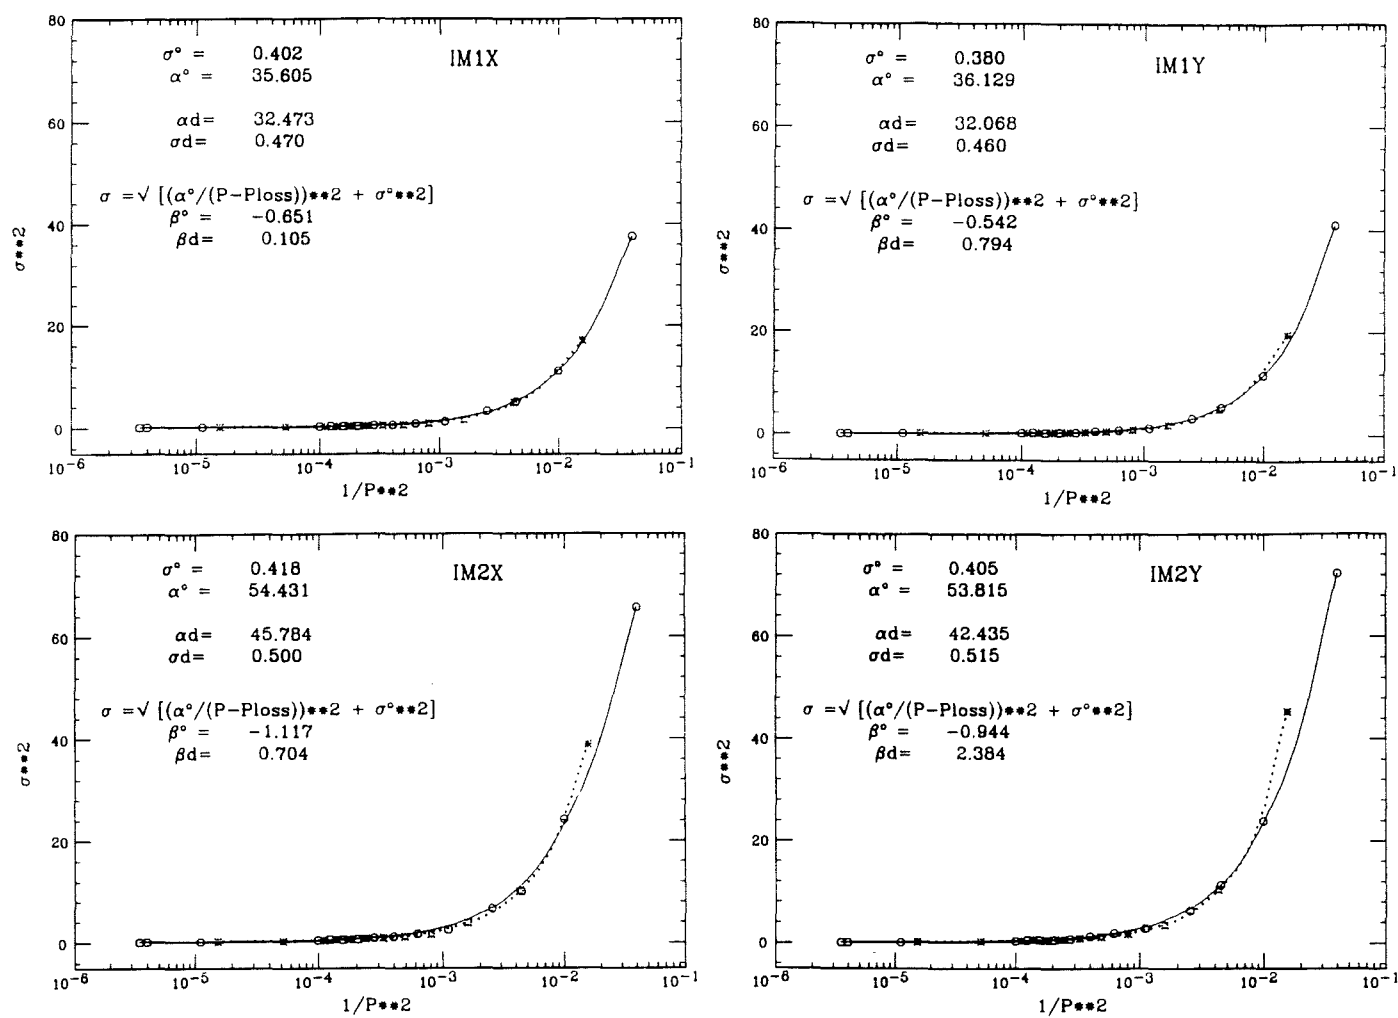 80
60
40
20
0
σ**2
σ° = 0.402
α° = 35.605
IM1X
αd= 32.473
σd= 0.470
σ =√ [(α°/(P-Ploss))**2 + σ°**2]
β° = -0.651
βd= 0.105
10-6 10-5 10-4 10-3 10-2 10-1
1/P**2
80
60
40
20
0
σ**2
σ° = 0.380
α° = 36.129
IM1Y
αd= 32.068
σd= 0.460
σ =√ [(α°/(P-Ploss))**2 + σ°**2]
β° = -0.542
βd= 0.794
10-6 10-5 10-4 10-3 10-2 10-1
1/P**2
80
60
40
20
0
σ**2
σ° = 0.418
α° = 54.431
IM2X
αd= 45.784
σd= 0.500
σ =√ [(α°/(P-Ploss))**2 + σ°**2]
β° = -1.117
βd= 0.704
10-6 10-5 10-4 10-3 10-2 10-1
1/P**2
80
60
40
20
0
σ**2
σ° = 0.405
α° = 53.815
IM2Y
αd= 42.435
σd= 0.515
σ =√ [(α°/(P-Ploss))**2 + σ°**2]
β° = -0.944
βd= 2.384
10-6 10-5 10-4 10-3 10-2 10-1
1/P**2